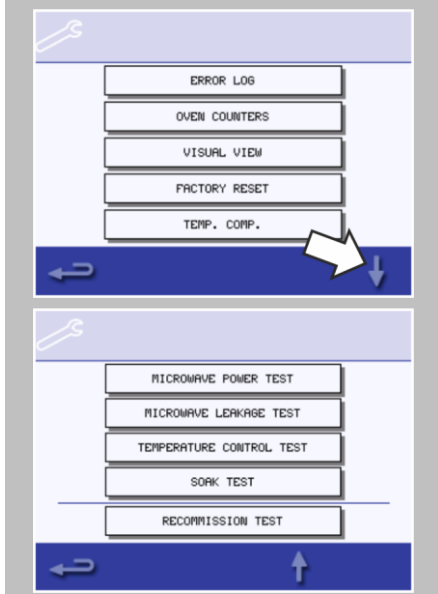 ERROR LOG
OVEN COUNTERS
VISUAL VIEW
FACTORY RESET
TEMP. COMP.
MICROWAVE POWER TEST
MICROWAVE LEAKAGE TEST
TEMPERATURE CONTROL TEST
SOAK TEST
RECOMMISSION TEST